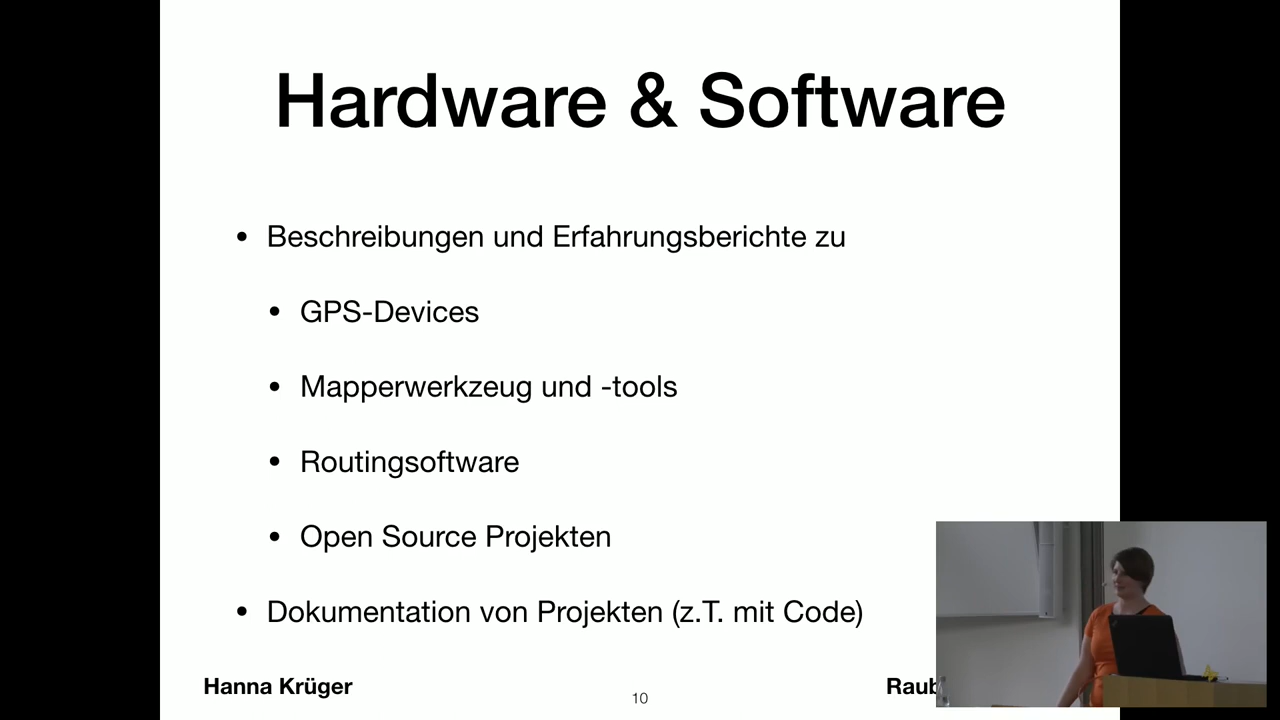 Hardware & Software
• Beschreibungen und Erfahrungsberichte zu
• GPS-Devices
• Mapperwerkzeug und -tools
• Routingsoftware
• Open Source Projekten
• Dokumentation von Projekten (z.T. mit Code)
Hanna Krüger
10